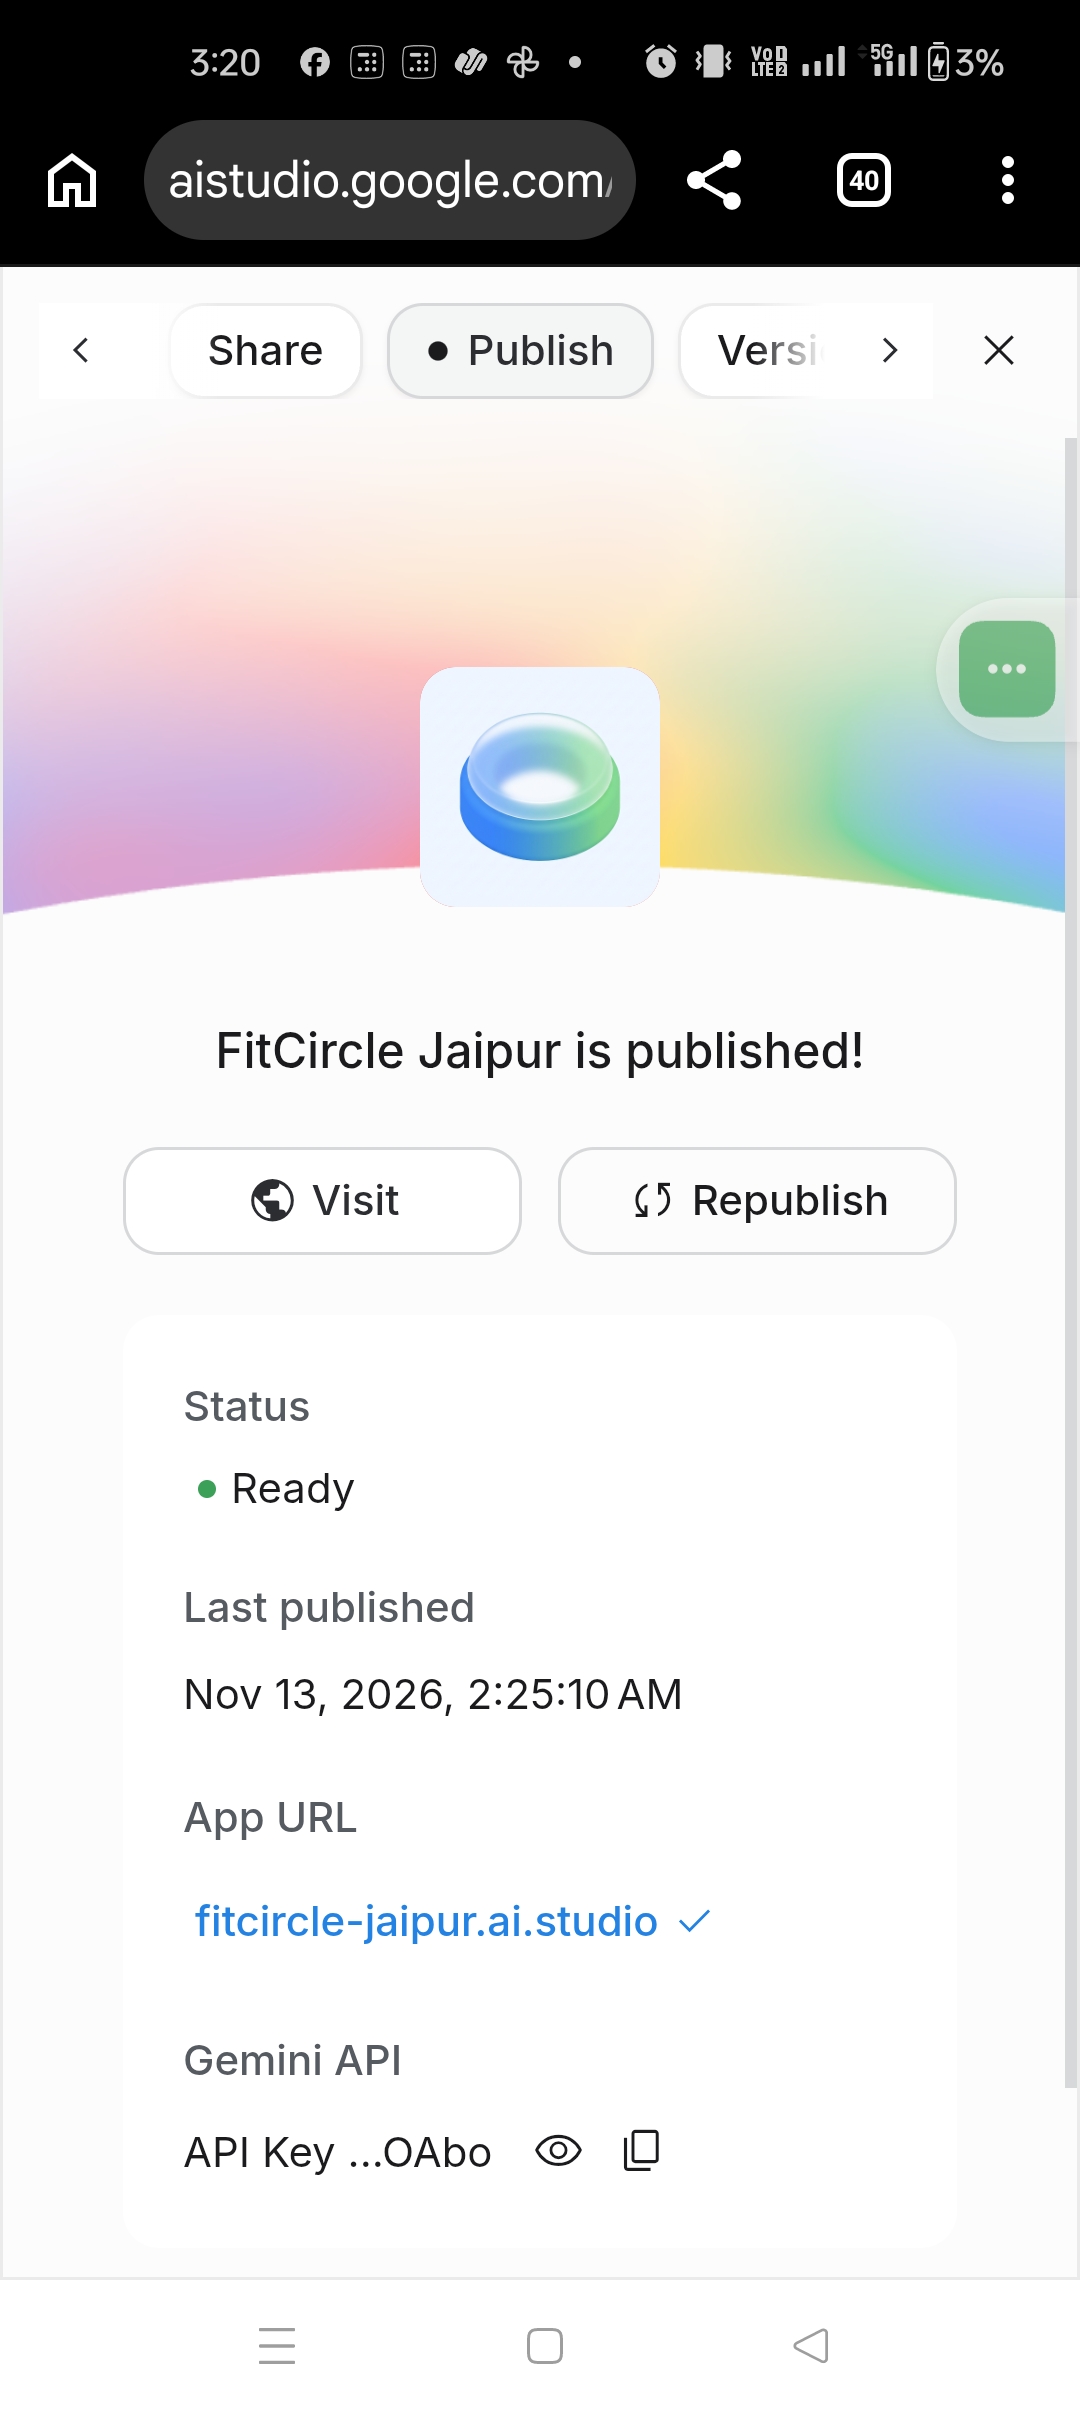 3:20
VoLTE2 5G 3%
aistudio.google.com/
40
Share
Publish
Versi
FitCircle Jaipur is published!
Visit
Republish
Status
Ready
Last published
Nov 13, 2026, 2:25:10 AM
App URL
fitcircle-jaipur.ai.studio
Gemini API
API Key ...OAbo